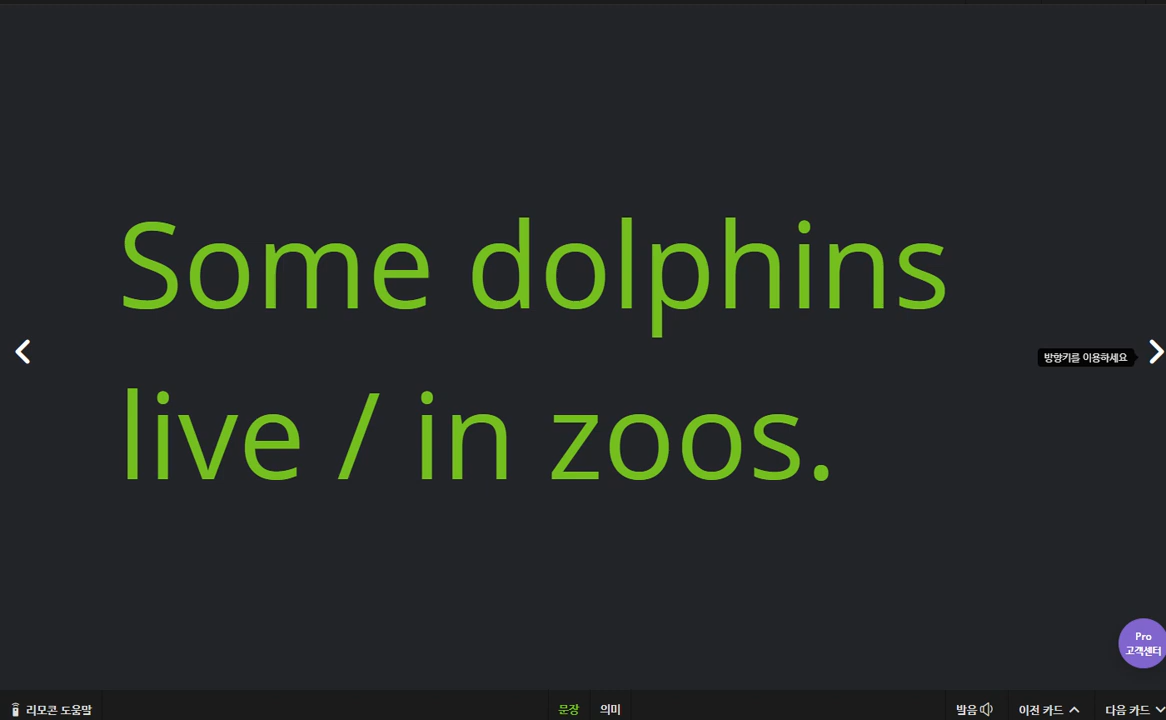 Some dolphins
방향키를 이용하세요
live / in zoos.
Pro
고객센터
리모콘 도움말
문장
의미
발음
이전 카드
다음 카드